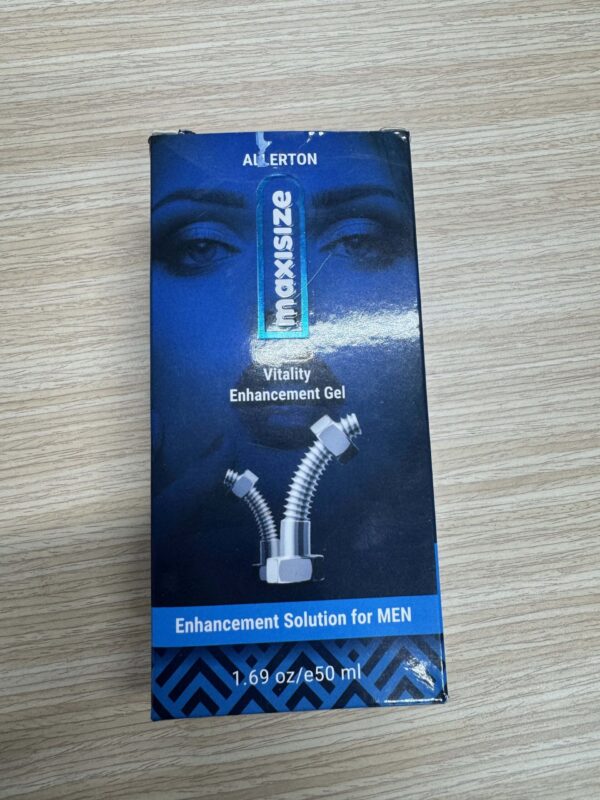 ALLERTON
maxisize
Vitality
Enhancement Gel
Enhancement Solution for MEN
1.69 oz/e50 ml